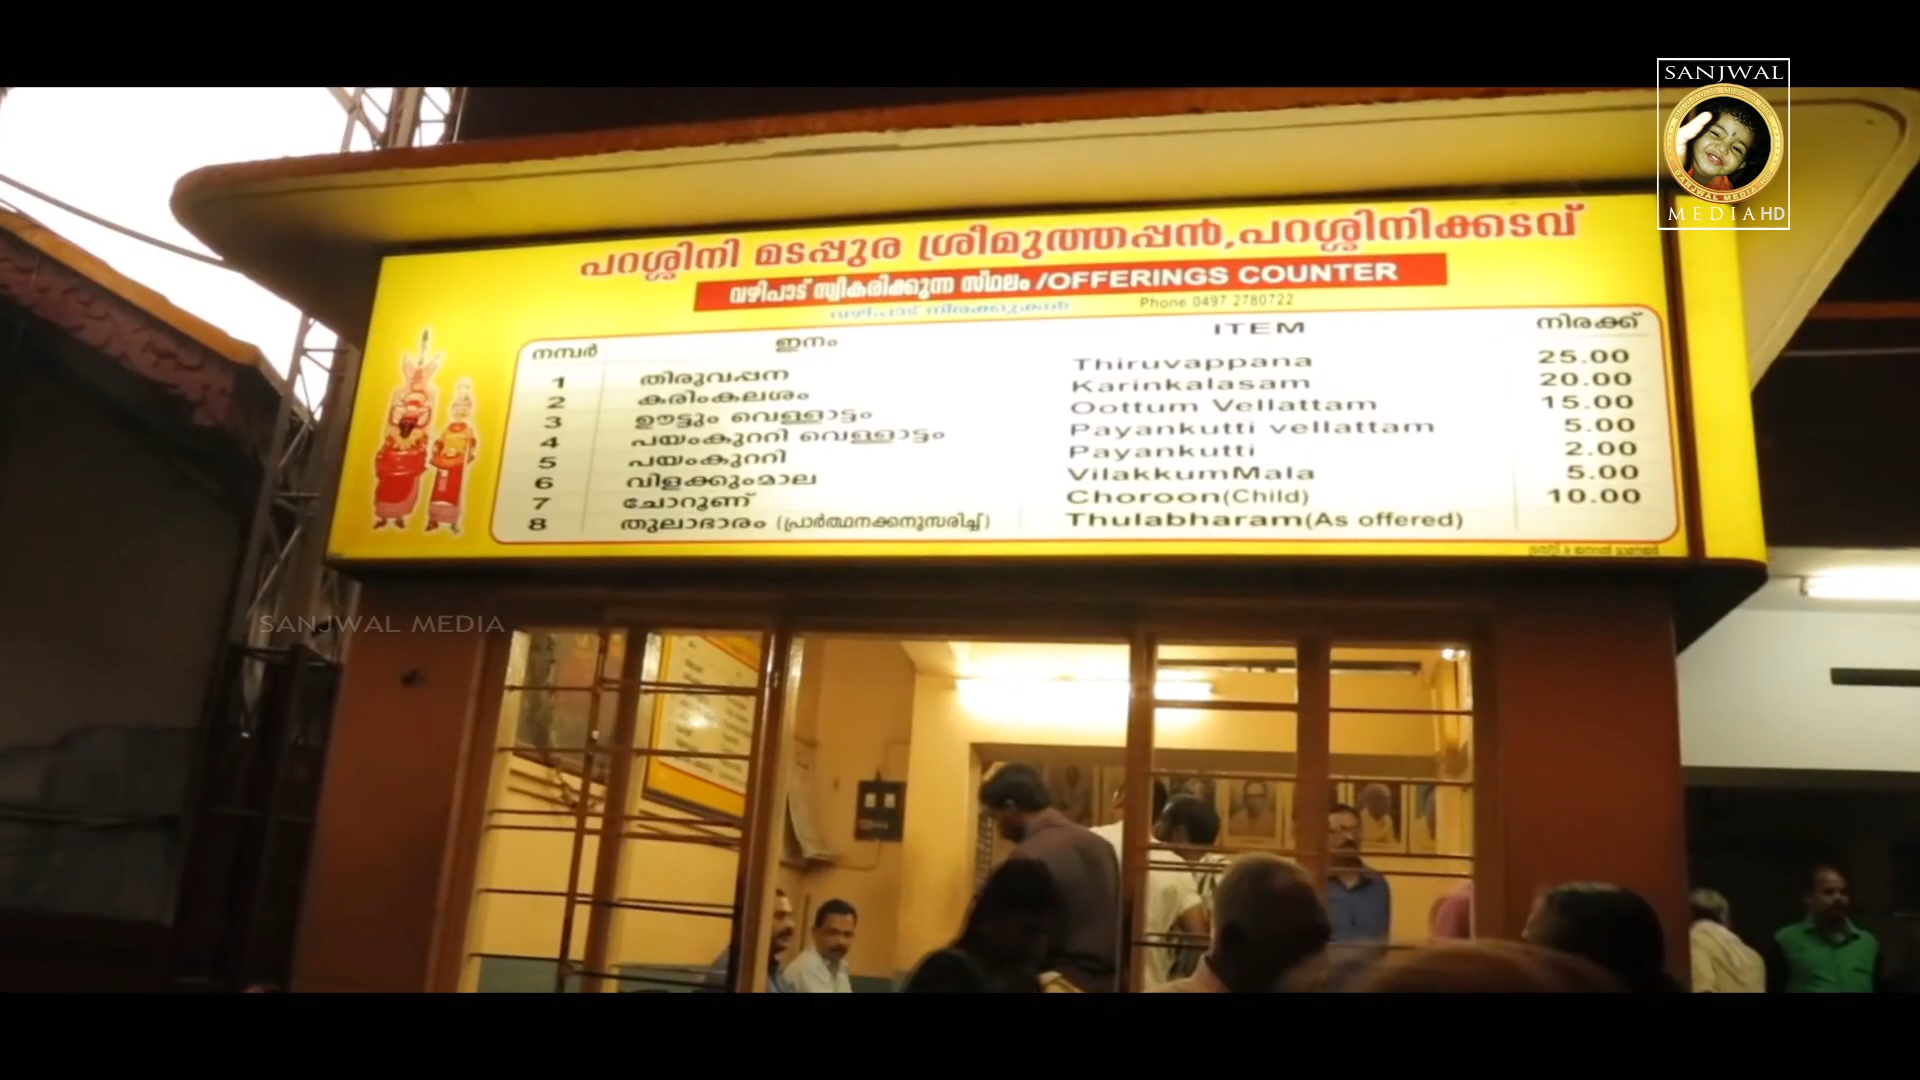 SANJWAL
MEDIA HD
പറശ്ശിനി മടപ്പുര ശ്രീമുത്തപ്പൻ, പറശ്ശിനിക്കടവ്
വഴിപാട് സ്വീകരിക്കുന്ന സ്ഥലം /OFFERINGS COUNTER
വഴിപാട് നിരക്കുകൾ Phone 0497 2780722
നമ്പർ ഇനം ITEM നിരക്ക്
1 തിരുവപ്പന Thiruvappana 25.00
2 കരിംകലശം Karinkalasam 20.00
3 ഊട്ടും വെള്ളാട്ടം Oottum Vellattam 15.00
4 പയംകുററി വെള്ളാട്ടം Payankutti vellattam 5.00
5 പയംകുററി Payankutti 2.00
6 വിളക്കുംമാല VilakkumMala 5.00
7 ചോറൂണ് Choroon(Child) 10.00
8 തുലാഭാരം (പ്രാർത്ഥനക്കനുസരിച്ച്) Thulabharam(As offered)
SANJWAL MEDIA